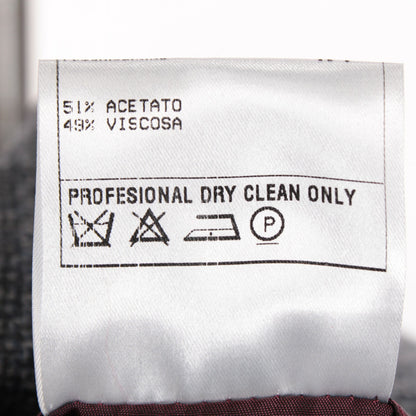 51% ACETATO
49% VISCOSA
PROFESIONAL DRY CLEAN ONLY
P